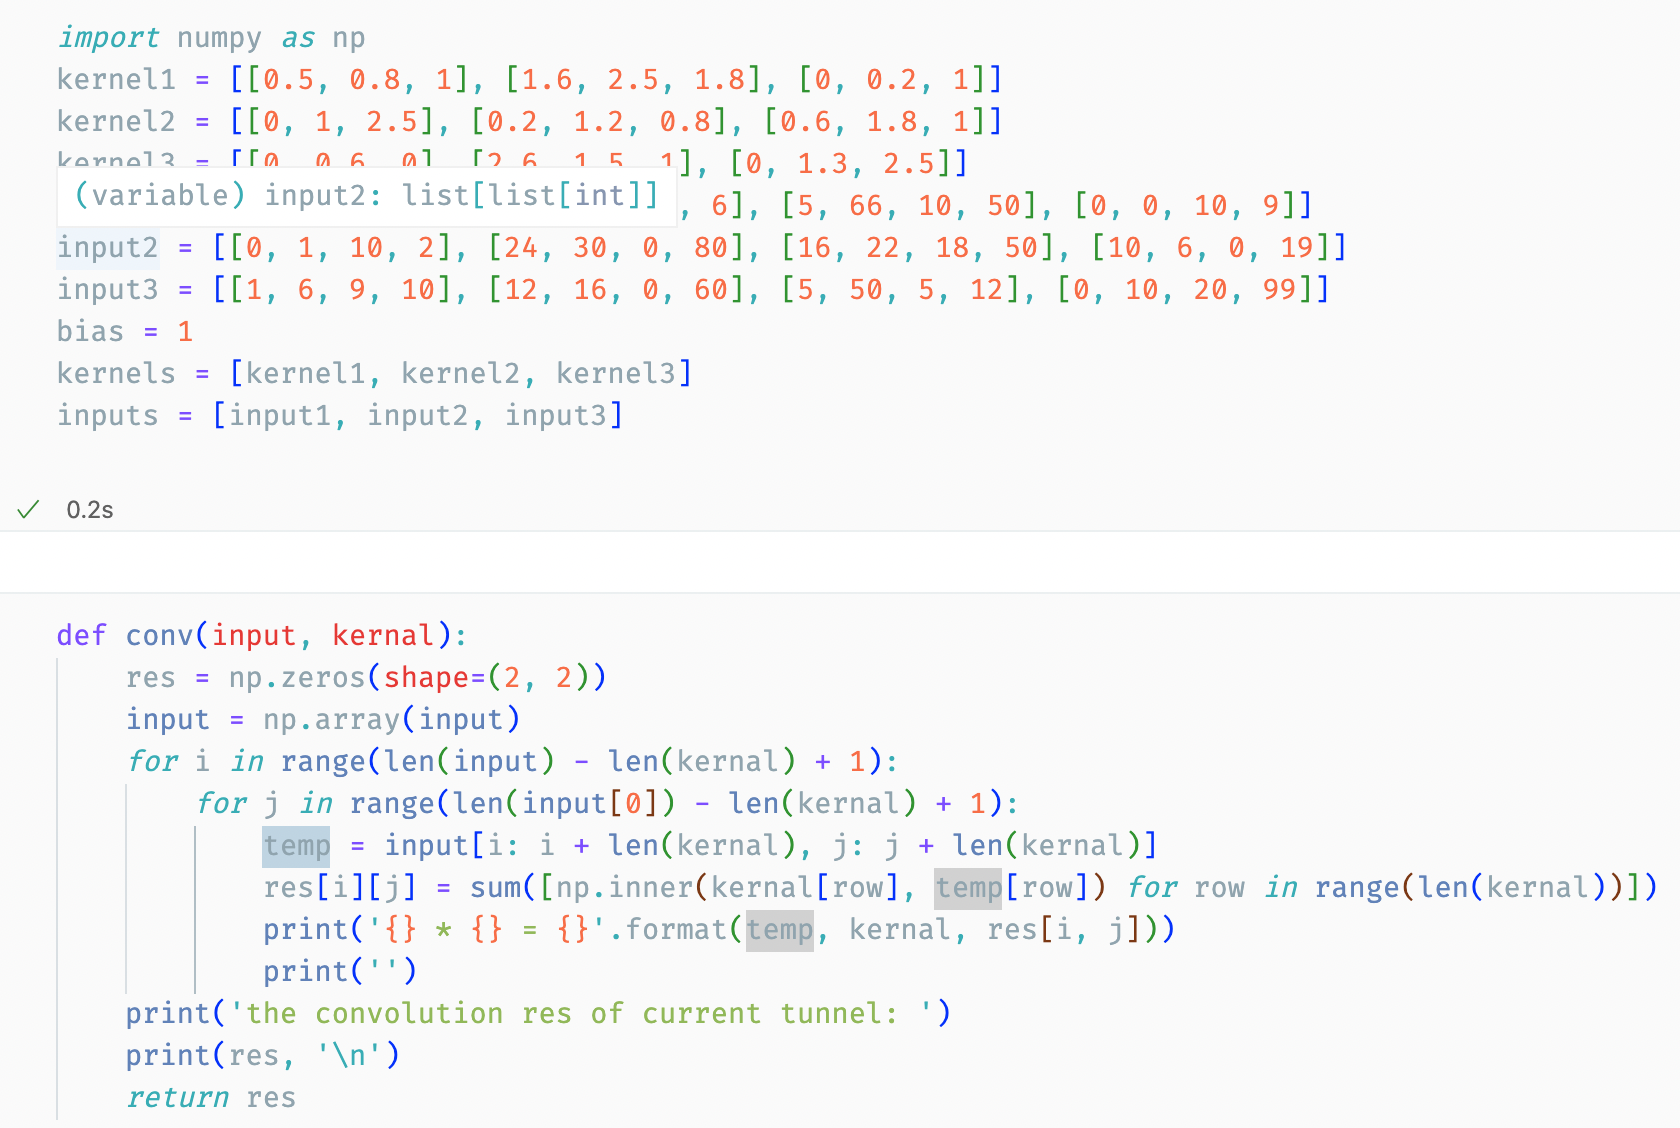 import numpy as np
kernel1 = [[0.5, 0.8, 1], [1.6, 2.5, 1.8], [0, 0.2, 1]]
kernel2 = [[0, 1, 2.5], [0.2, 1.2, 0.8], [0.6, 1.8, 1]]
kernel3 = [[0, 0.6, 0], [2.6, 1.5, 1], [0, 1.3, 2.5]]
(variable) input2: list[list[int]]
, 6], [5, 66, 10, 50], [0, 0, 10, 9]]
input2 = [[0, 1, 10, 2], [24, 30, 0, 80], [16, 22, 18, 50], [10, 6, 0, 19]]
input3 = [[1, 6, 9, 10], [12, 16, 0, 60], [5, 50, 5, 12], [0, 10, 20, 99]]
bias = 1
kernels = [kernel1, kernel2, kernel3]
inputs = [input1, input2, input3]
0.2s
def conv(input, kernal):
res = np.zeros(shape=(2, 2))
input = np.array(input)
for i in range(len(input) - len(kernal) + 1):
for j in range(len(input[0]) - len(kernal) + 1):
temp = input[i: i + len(kernal), j: j + len(kernal)]
res[i][j] = sum([np.inner(kernal[row], temp[row]) for row in range(len(kernal))])
print('{} * {} = {}'.format(temp, kernal, res[i, j]))
print('')
print('the convolution res of current tunnel: ')
print(res, '\n')
return res